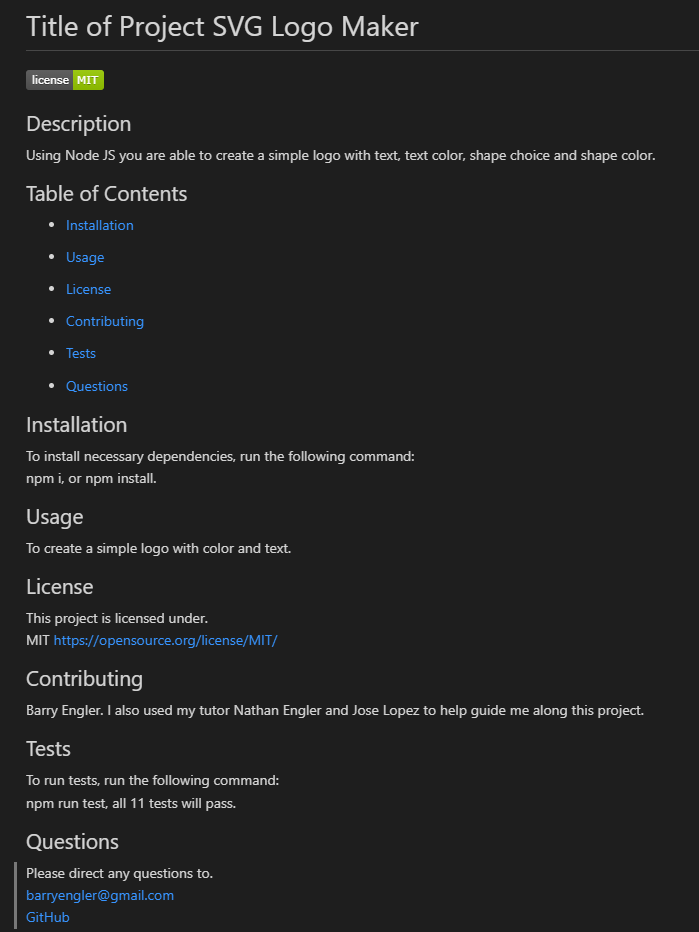 Title of Project SVG Logo Maker
license MIT
Description
Using Node JS you are able to create a simple logo with text, text color, shape choice and shape color.
Table of Contents
Installation
Usage
License
Contributing
Tests
Questions
Installation
To install necessary dependencies, run the following command:
npm i, or npm install.
Usage
To create a simple logo with color and text.
License
This project is licensed under.
MIT https://opensource.org/license/MIT/
Contributing
Barry Engler. I also used my tutor Nathan Engler and Jose Lopez to help guide me along this project.
Tests
To run tests, run the following command:
npm run test, all 11 tests will pass.
Questions
Please direct any questions to.
barryengler@gmail.com
GitHub